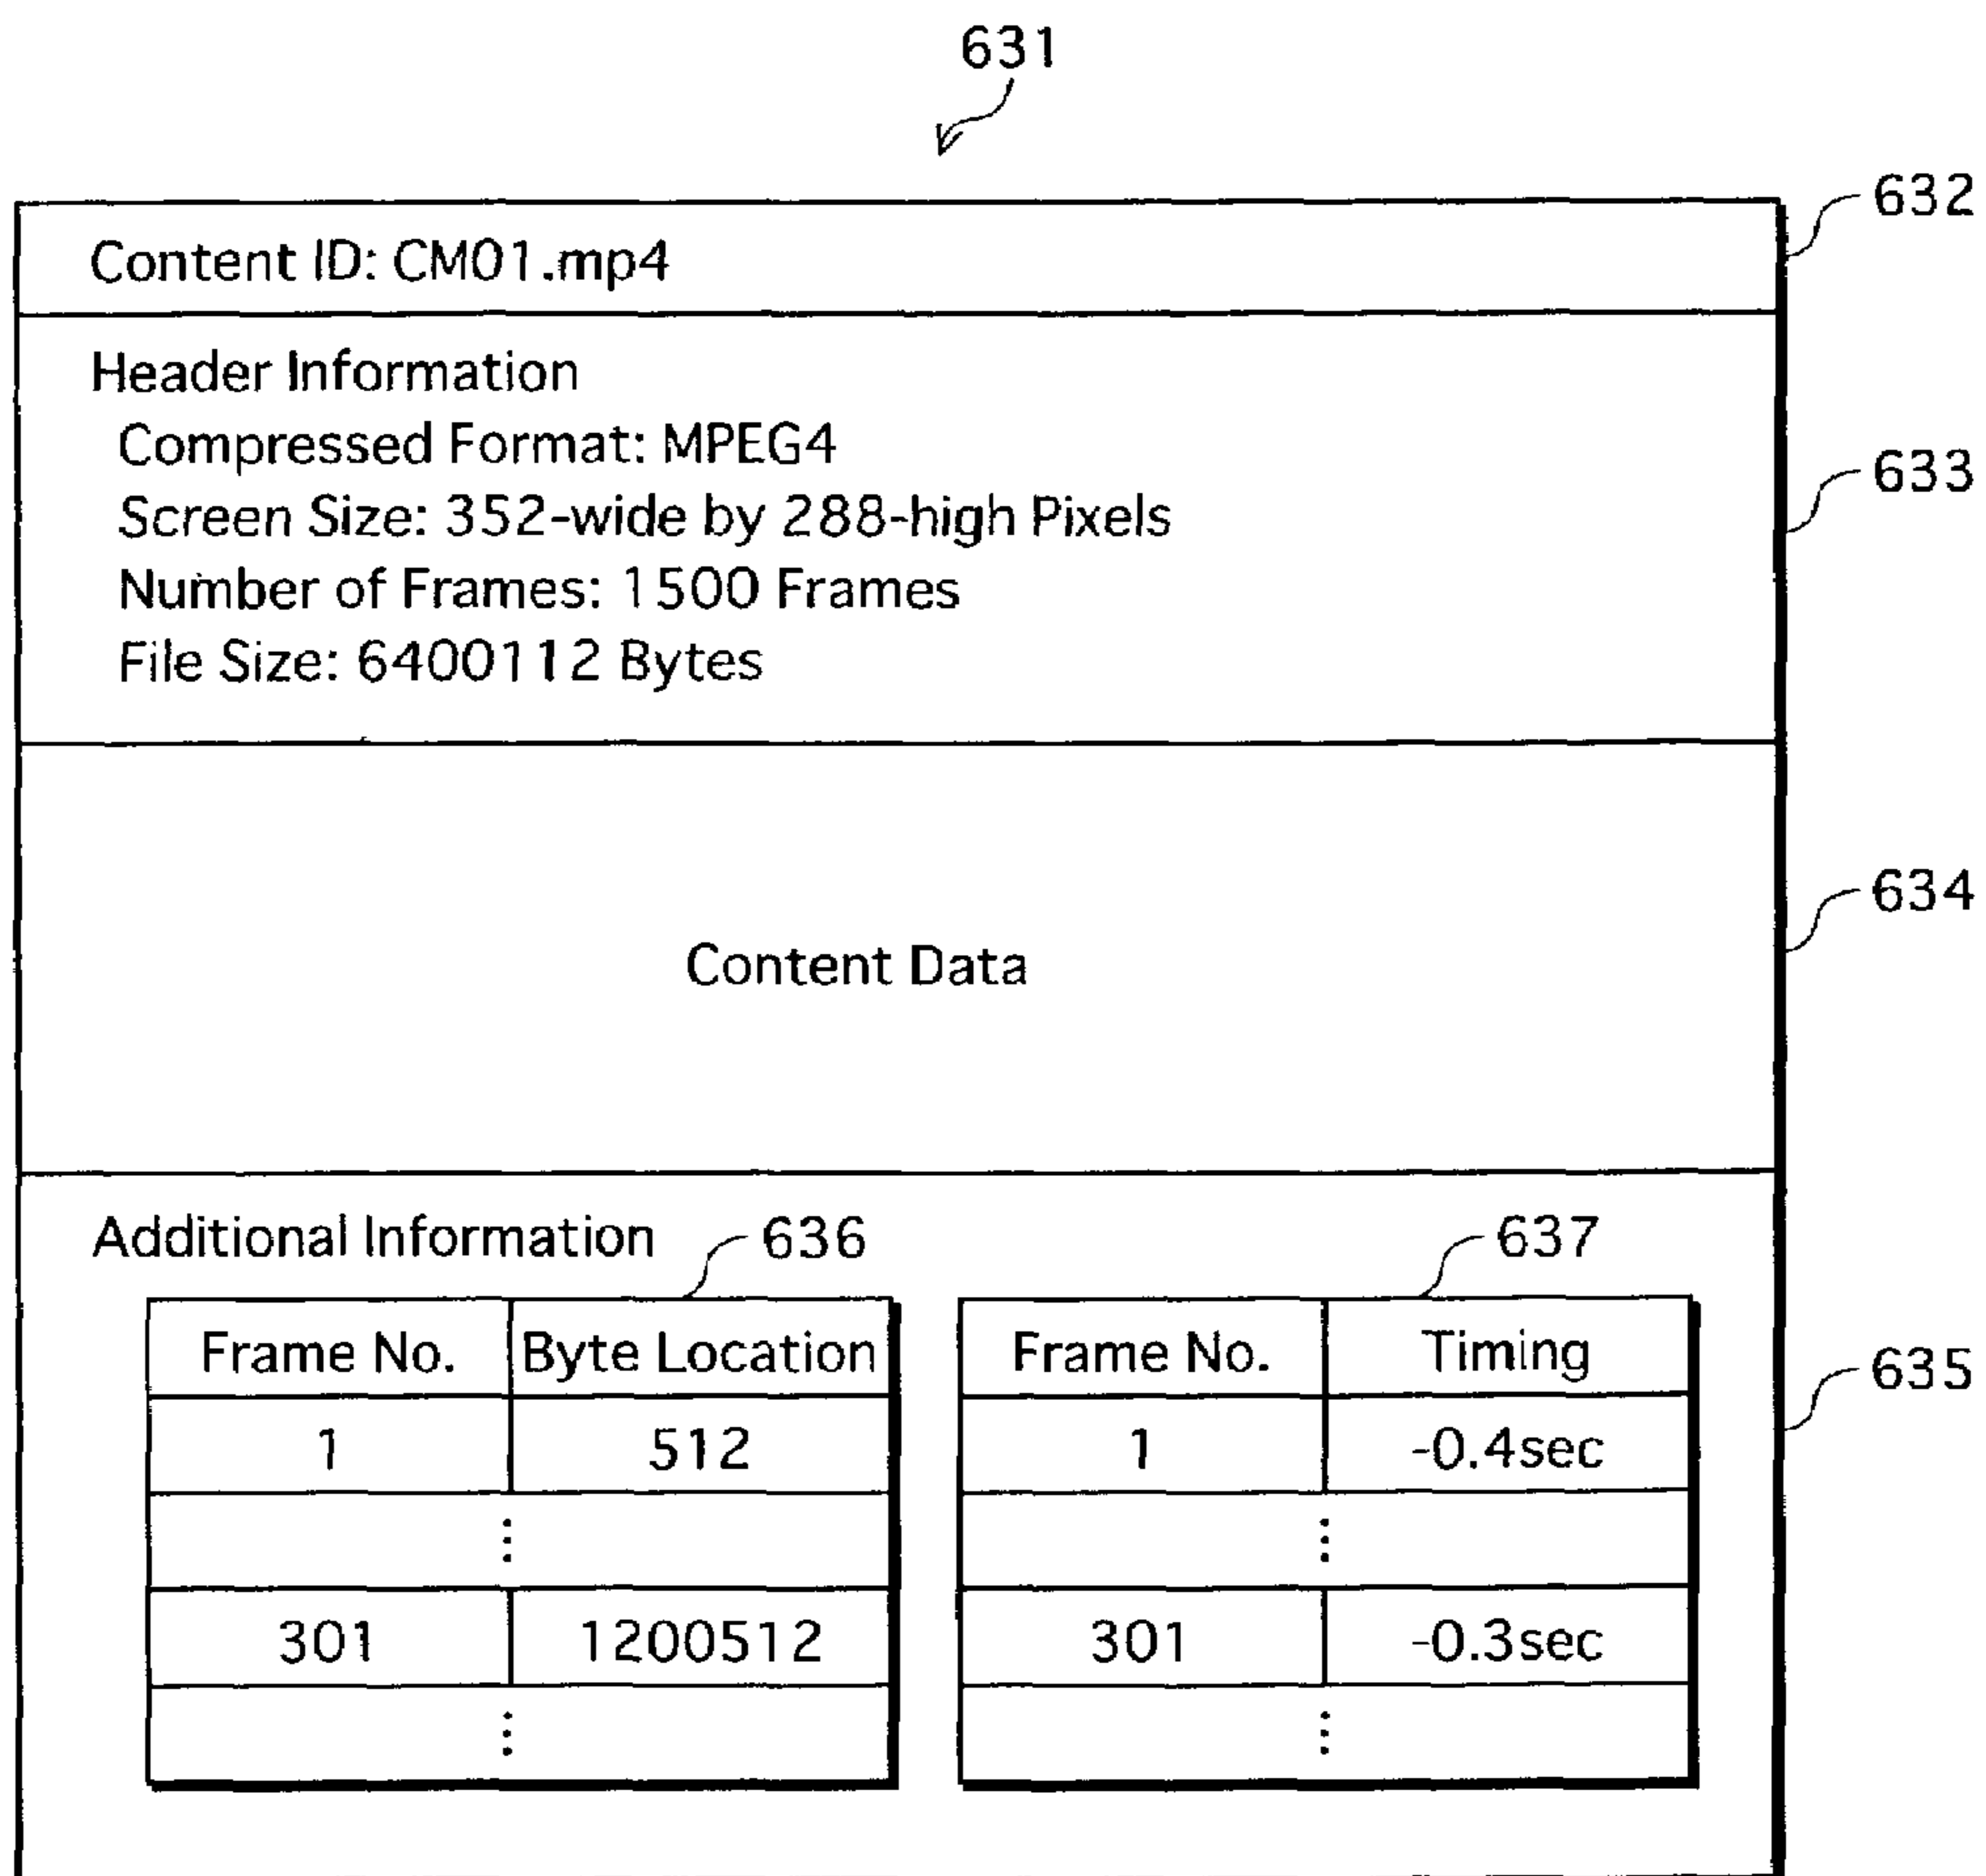 631
632
Content ID: CM01.mp4
Header Information
Compressed Format: MPEG4
633
Screen Size: 352-wide by 288-high Pixels
Number of Frames: 1500 Frames
File Size: 6400112 Bytes
634
Content Data
Additional Information
636
637
Frame No. Byte Location
Frame No. Timing
635
1 512
1 -0.4sec
⋮
⋮
301 1200512
301 -0.3sec
⋮
⋮